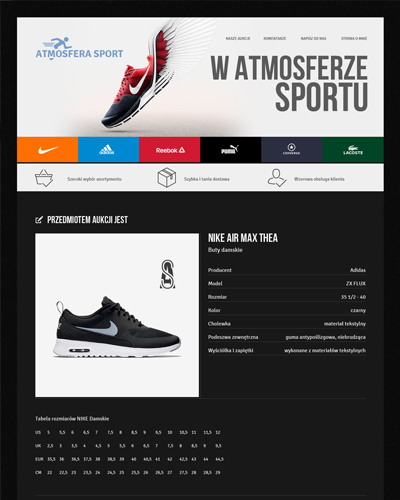 ATMOSFERA SPORT
NASZE AUKCJE KOMENTARZE NAPISZ DO NAS STRONA O MNIE
W ATMOSFERZE
SPORTU
adidas Reebok PUMA CONVERSE LACOSTE
Szeroki wybór asortymentu Szybka i tania dostawa Wzorowa obsługa klienta
PRZEDMIOTEM AUKCJI JEST
NIKE AIR MAX THEA
Buty damskie
Producent Adidas
Model ZX FLUX
Rozmiar 35 1/2 - 40
Kolor czarny
Cholewka materiał tekstylny
Podeszwa zewnętrzna guma antypoślizgowa, niebrudząca
Wyściółka i zapiętki wykonane z materiałów tekstylnych
Tabela rozmiarów NIKE Damskie
US 5 5,5 6 6,5 7 7,5 8 8,5 9 9,5 10 10,5 11 11,5 12
UK 2,5 3 3,5 4 4,5 5 5,5 6 6,5 7 7,5 8 8,5 9 9,5
EUR 35,5 36 36,5 37,5 38 38,5 39 40 40,5 41 42 42,5 43 44 44,5
CM 22 22,5 23 23,5 24 24,5 25 25,5 26 26,5 27 27,5 28 28,5 29